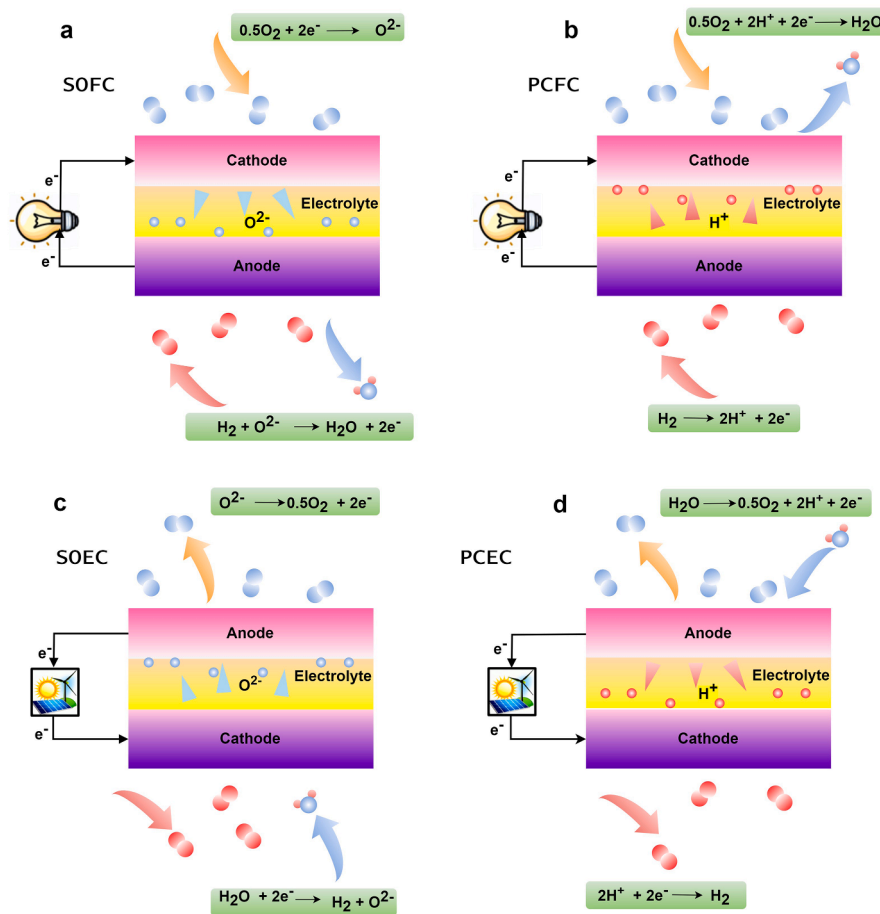 a
0.5O₂ + 2e⁻ ⟶ O²⁻
SOFC
Cathode
e⁻
Electrolyte
O²⁻
e⁻
Anode
H₂ + O²⁻ ⟶ H₂O + 2e⁻
b
0.5O₂ + 2H⁺ + 2e⁻ ⟶ H₂O
PCFC
Cathode
e⁻
Electrolyte
H⁺
e⁻
Anode
H₂ ⟶ 2H⁺ + 2e⁻
c
O²⁻ ⟶ 0.5O₂ + 2e⁻
SOEC
Anode
e⁻
Electrolyte
O²⁻
e⁻
Cathode
H₂O + 2e⁻ ⟶ H₂ + O²⁻
d
H₂O ⟶ 0.5O₂ + 2H⁺ + 2e⁻
PCEC
Anode
e⁻
Electrolyte
H⁺
e⁻
Cathode
2H⁺ + 2e⁻ ⟶ H₂